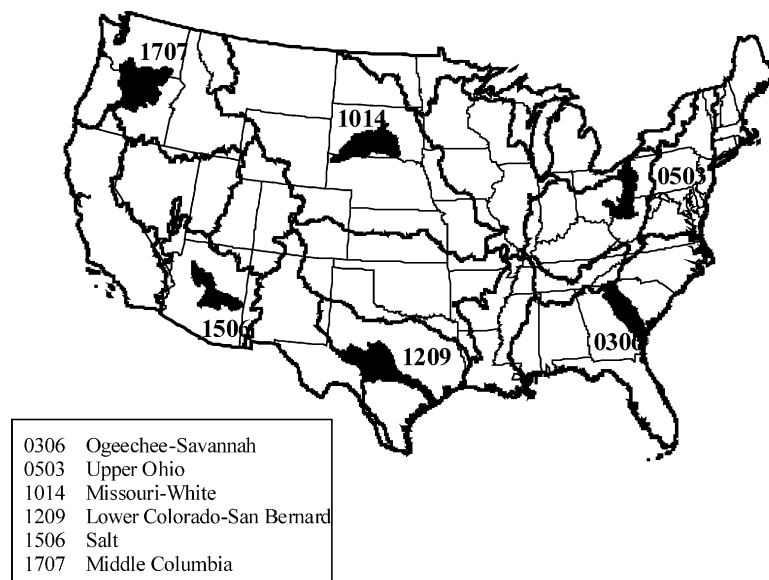 1707
1014
0503
1506
1209
0306
0306 Ogeechee-Savannah
0503 Upper Ohio
1014 Missouri-White
1209 Lower Colorado-San Bernard
1506 Salt
1707 Middle Columbia